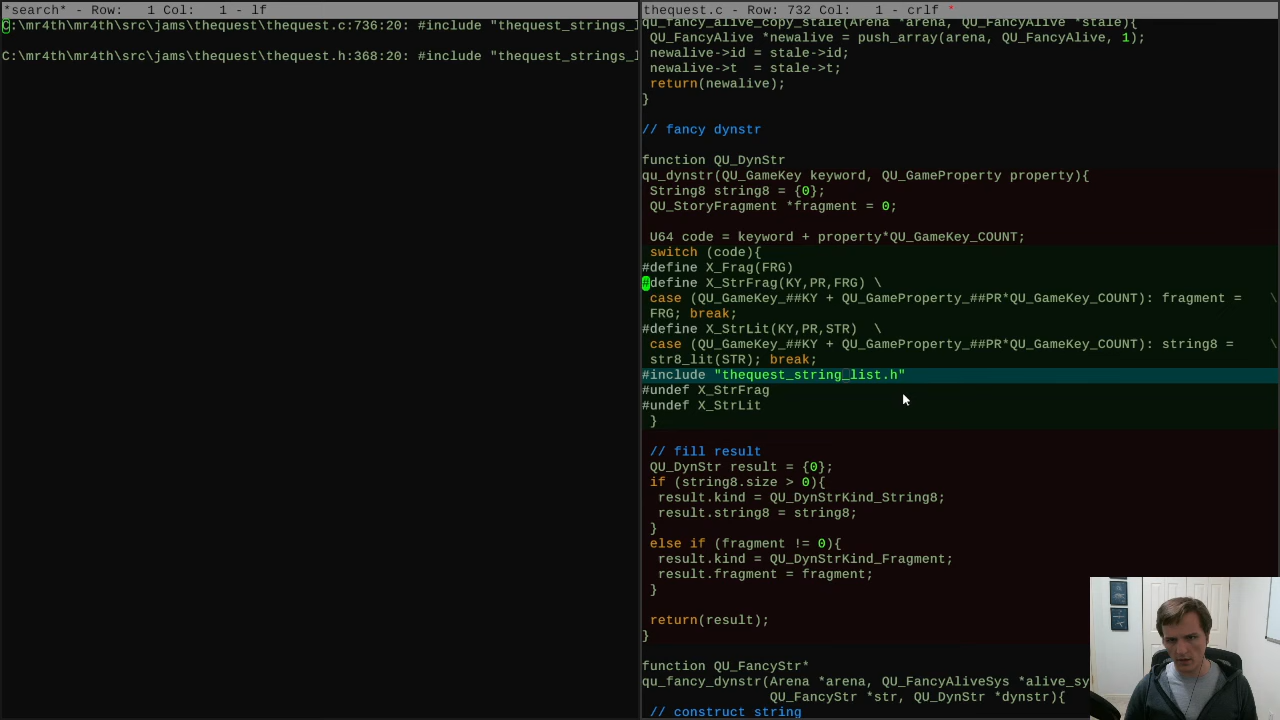 *search* - Row:   1 Col:   1 - lf
C:\mr4th\src\jams\thequest\thequest.c:736:20: #include "thequest_strings_l
C:\mr4th\src\jams\thequest\thequest.h:368:20: #include "thequest_strings_l
thequest.c - Row: 732 Col:   1 - crlf *
qu_fancy_alive_copy_stale(Arena *arena, QU_FancyAlive *stale){
 QU_FancyAlive *newalive = push_array(arena, QU_FancyAlive, 1);
 newalive->id = stale->id;
 newalive->t  = stale->t;
 return(newalive);
}
// fancy dynstr
function QU_DynStr
qu_dynstr(QU_GameKey keyword, QU_GameProperty property){
 String8 string8 = {0};
 QU_StoryFragment *fragment = 0;
 U64 code = keyword + property*QU_GameKey_COUNT;
 switch (code){
#define X_Frag(FRG)
#define X_StrFrag(KY,PR,FRG) \
 case (QU_GameKey_##KY + QU_GameProperty_##PR*QU_GameKey_COUNT): fragment =    \
 FRG; break;
#define X_StrLit(KY,PR,STR)  \
 case (QU_GameKey_##KY + QU_GameProperty_##PR*QU_GameKey_COUNT): string8 =     \
 str8_lit(STR); break;
#include "thequest_string_list.h"
#undef X_StrFrag
#undef X_StrLit
 }
 // fill result
 QU_DynStr result = {0};
 if (string8.size > 0){
  result.kind = QU_DynStrKind_String8;
  result.string8 = string8;
 }
 else if (fragment != 0){
  result.kind = QU_DynStrKind_Fragment;
  result.fragment = fragment;
 }
 return(result);
}
function QU_FancyStr*
qu_fancy_dynstr(Arena *arena, QU_FancyAliveSys *alive_sy
                QU_FancyStr *str, QU_DynStr *dynstr){
 // construct string